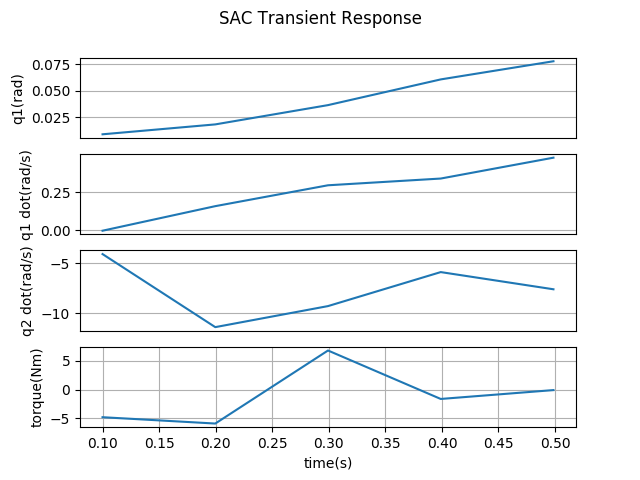 SAC Transient Response
0.075
0.050
0.025
q1(rad)
0.25
0.00
q1 dot(rad/s)
−5
−10
q2 dot(rad/s)
5
0
−5
torque(Nm)
0.10 0.15 0.20 0.25 0.30 0.35 0.40 0.45 0.50
time(s)